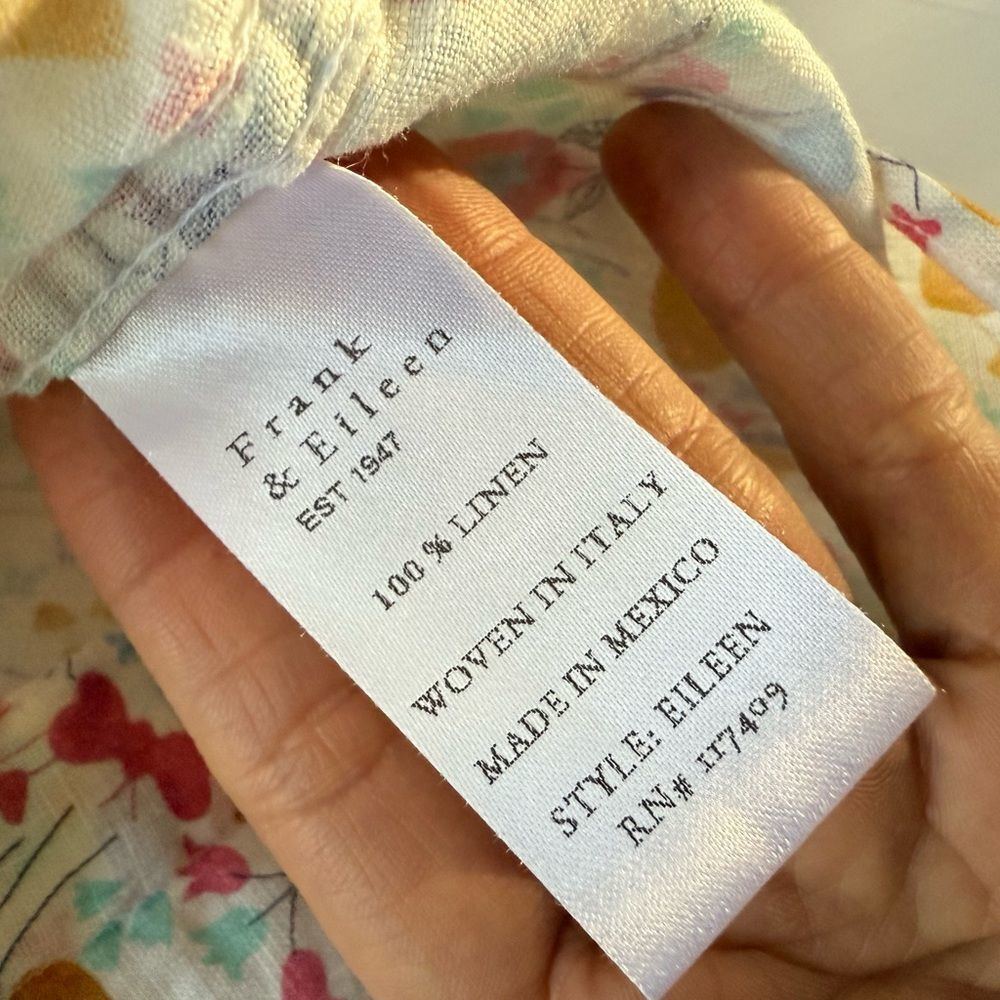 Frank
& Eileen
EST 1947
100% LINEN
WOVEN IN ITALY
MADE IN MEXICO
STYLE: EILEEN
RN# 117409